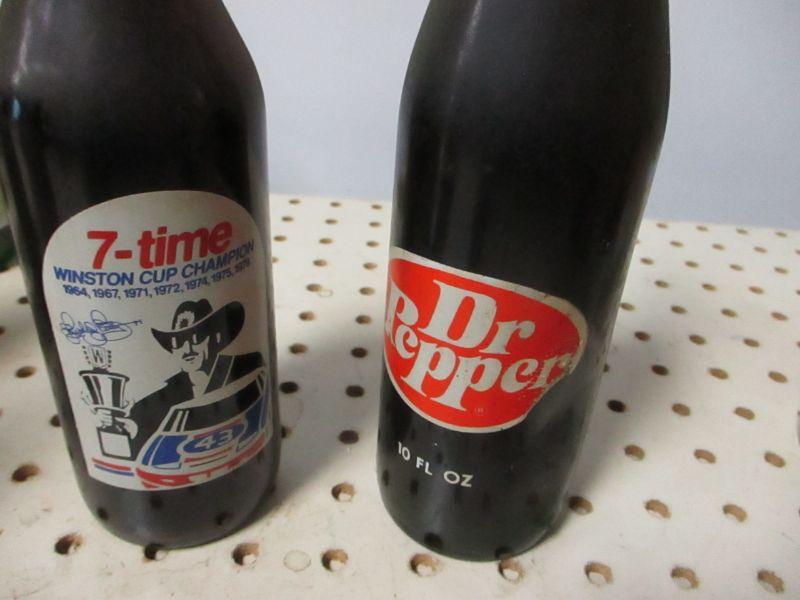 7-time
WINSTON CUP CHAMPION
1964, 1967, 1971, 1972, 1974, 1975, 1979
W
43
Dr
Pepper
®
10 FL OZ